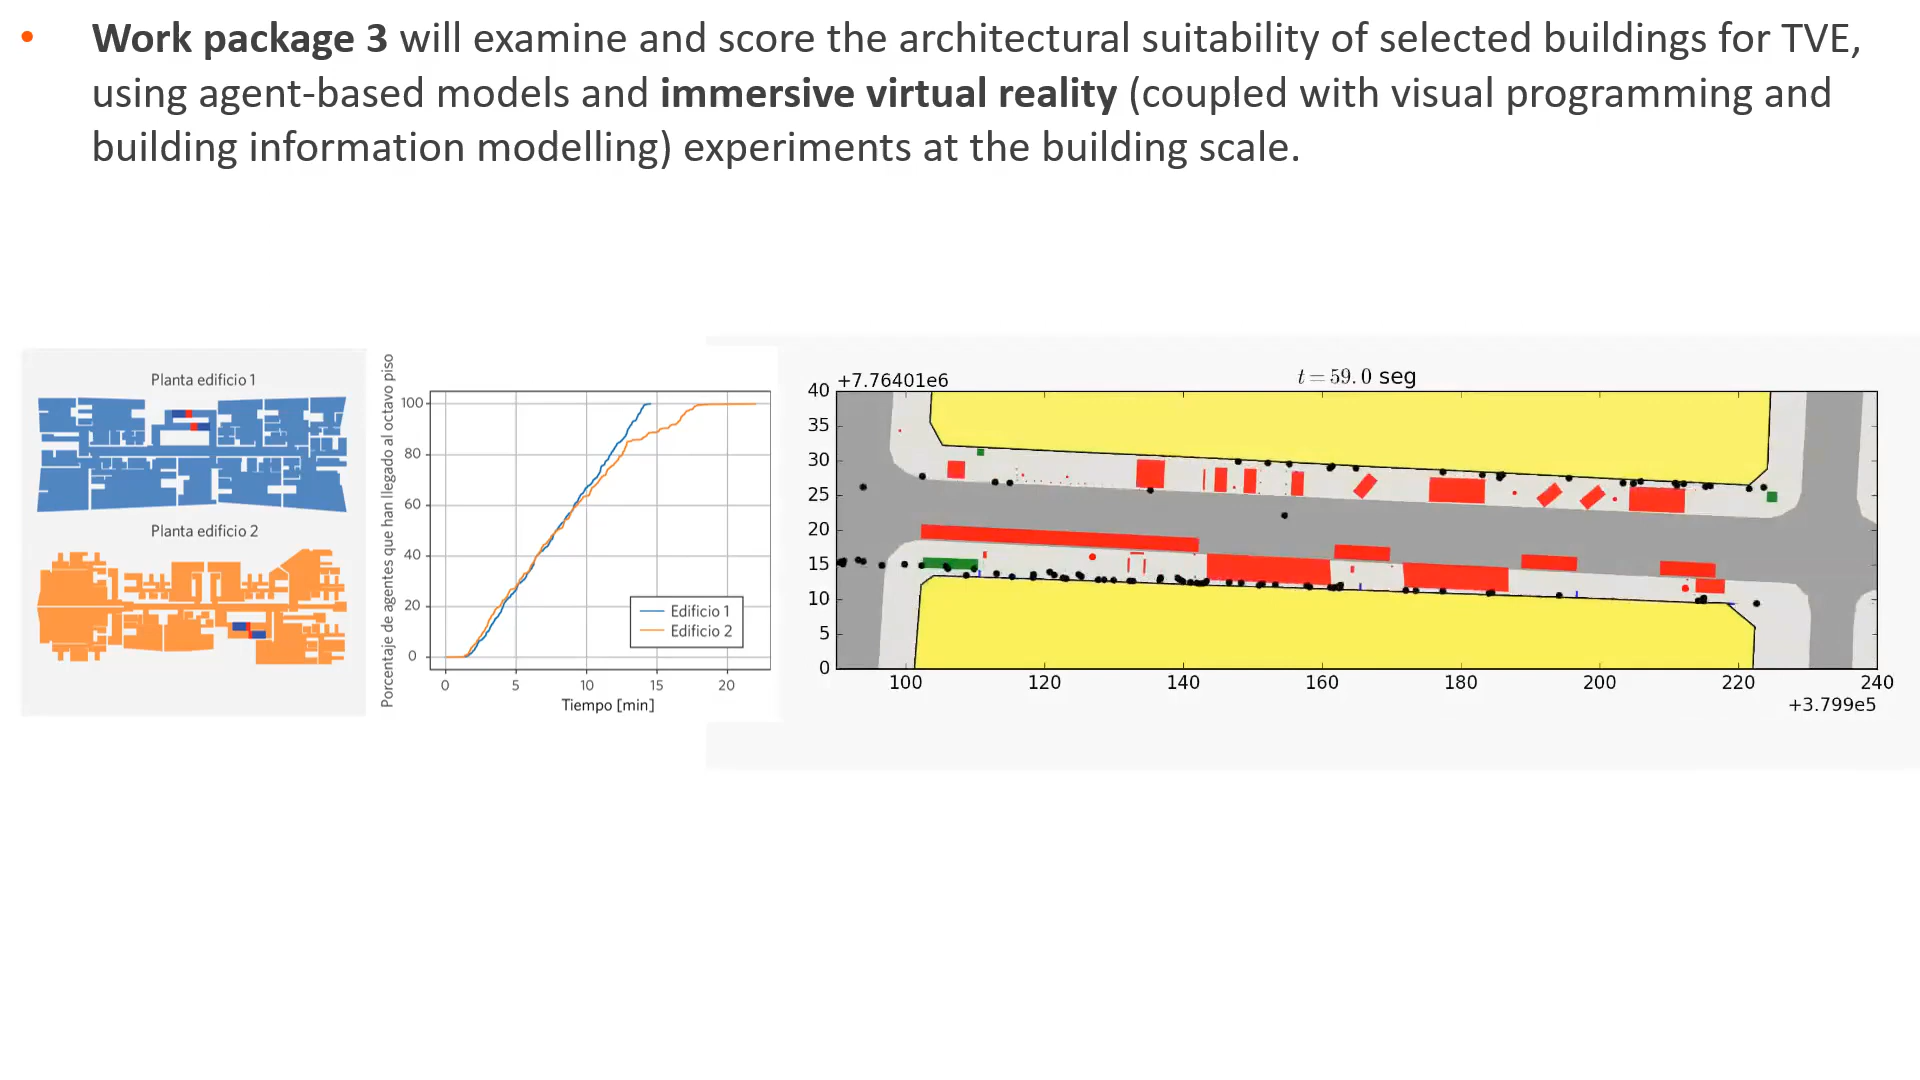 • Work package 3 will examine and score the architectural suitability of selected buildings for TVE,
using agent-based models and immersive virtual reality (coupled with visual programming and
building information modelling) experiments at the building scale.
Planta edificio 1
Planta edificio 2
Porcentaje de agentes que han llegado al octavo piso
100
80
60
40
20
0
Edificio 1
Edificio 2
0 5 10 15 20
Tiempo [min]
+7.76401e6
t = 59.0 seg
40
35
30
25
20
15
10
5
0
100 120 140 160 180 200 220 240
+3.799e5